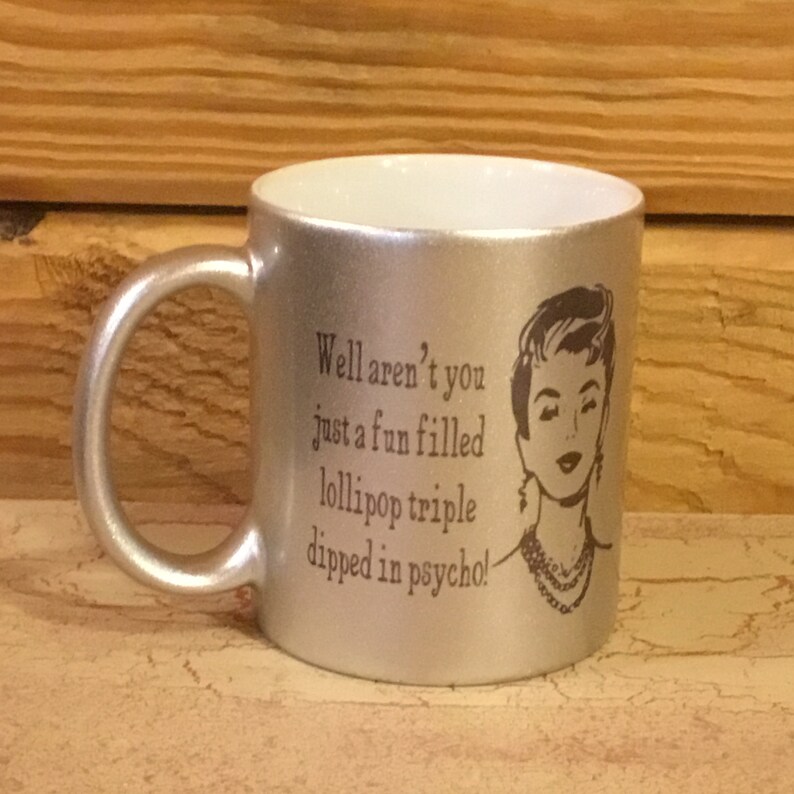 Well aren't you
just a fun filled
lollipop triple
dipped in psycho!